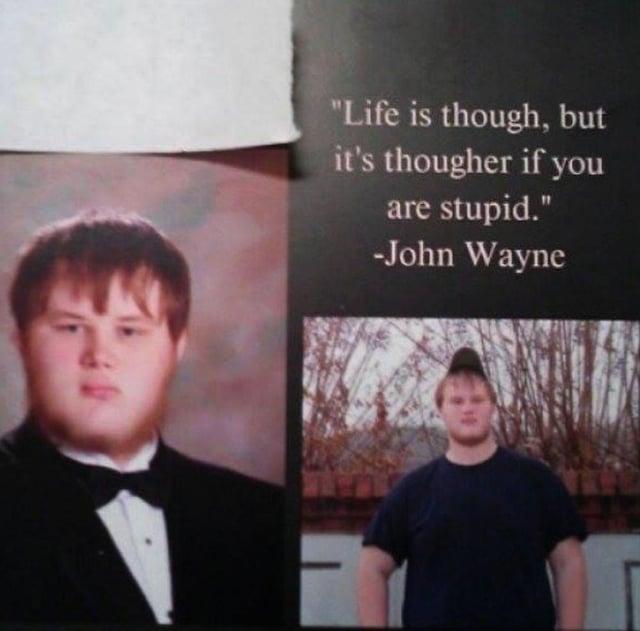 "Life is though, but
it's thougher if you
are stupid."
-John Wayne